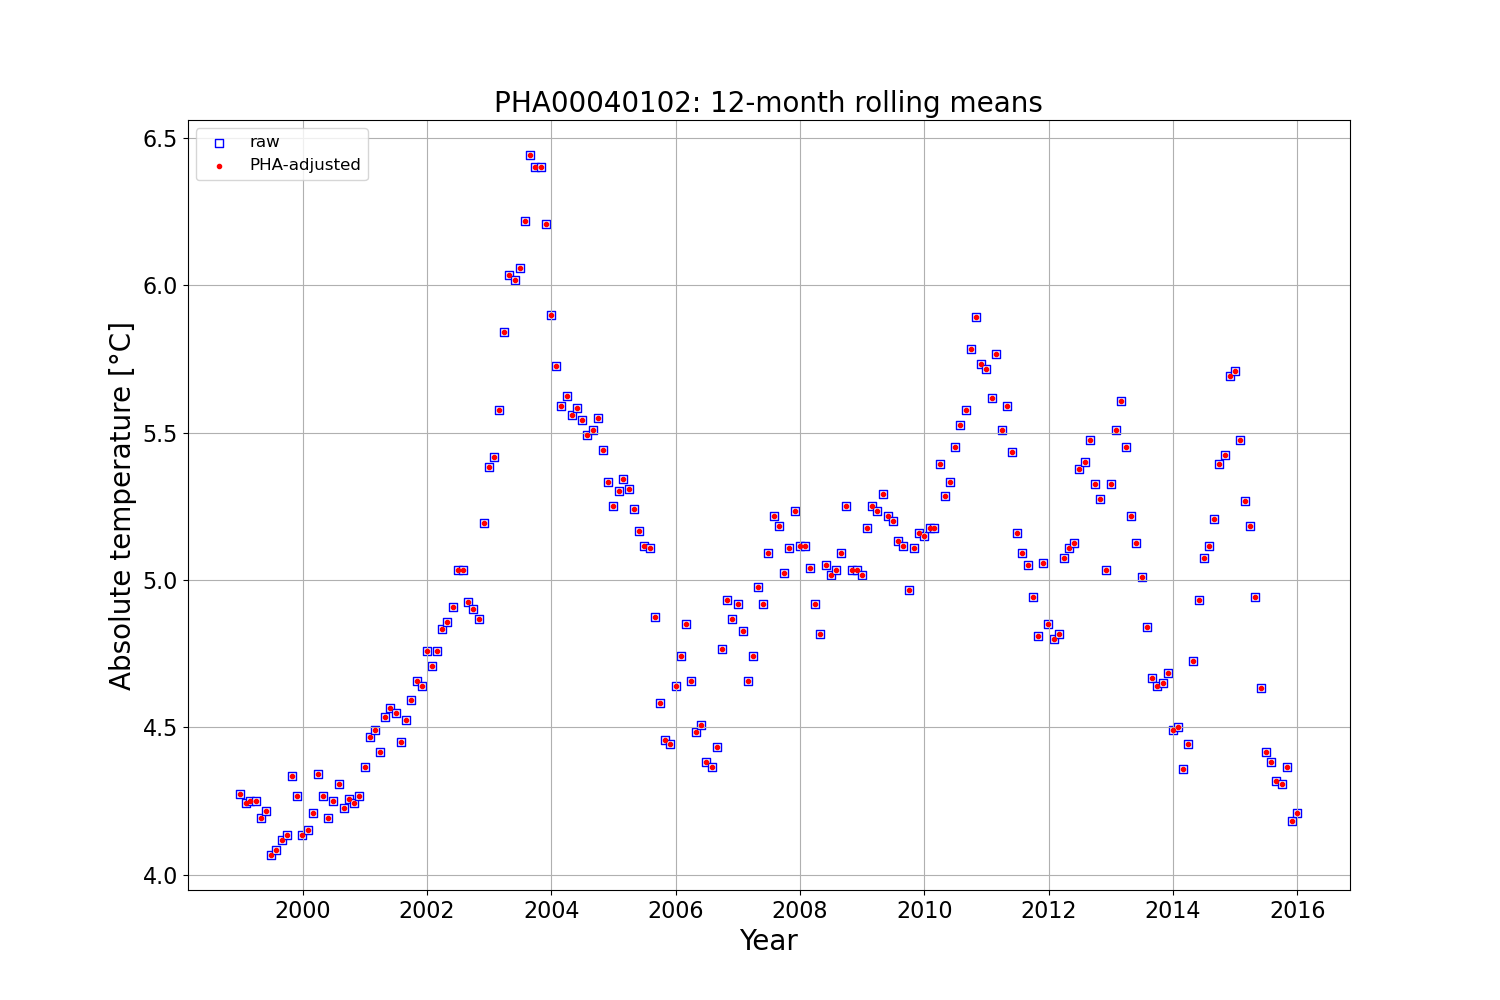 PHA00040102: 12-month rolling means
raw
PHA-adjusted
6.5
6.0
5.5
5.0
4.5
4.0
Absolute temperature [°C]
2000 2002 2004 2006 2008 2010 2012 2014 2016
Year